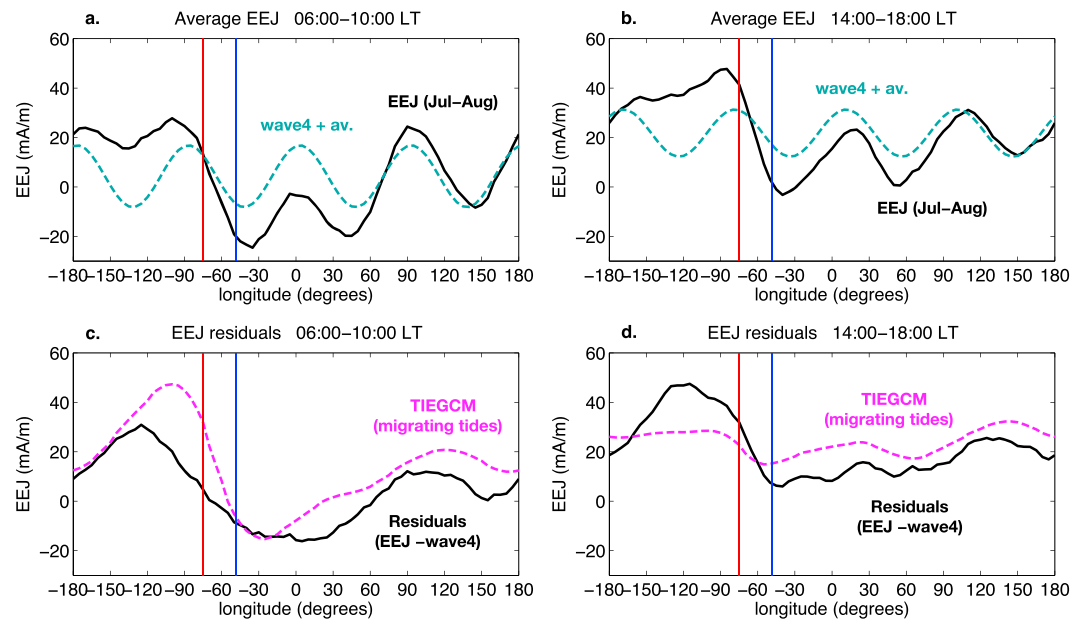 a. Average EEJ 06:00−10:00 LT
60
40
20
0
−20
EEJ (mA/m)
EEJ (Jul−Aug)
wave4 + av.
−180−150−120 −90 −60 −30 0 30 60 90 120 150 180
longitude (degrees)
b. Average EEJ 14:00−18:00 LT
60
40
20
0
−20
EEJ (mA/m)
wave4 + av.
EEJ (Jul−Aug)
−180−150−120 −90 −60 −30 0 30 60 90 120 150 180
longitude (degrees)
c. EEJ residuals 06:00−10:00 LT
60
40
20
0
−20
EEJ (mA/m)
TIEGCM
(migrating tides)
Residuals
(EEJ −wave4)
−180−150−120 −90 −60 −30 0 30 60 90 120 150 180
longitude (degrees)
d. EEJ residuals 14:00−18:00 LT
60
40
20
0
−20
EEJ (mA/m)
TIEGCM
(migrating tides)
Residuals
(EEJ −wave4)
−180−150−120 −90 −60 −30 0 30 60 90 120 150 180
longitude (degrees)